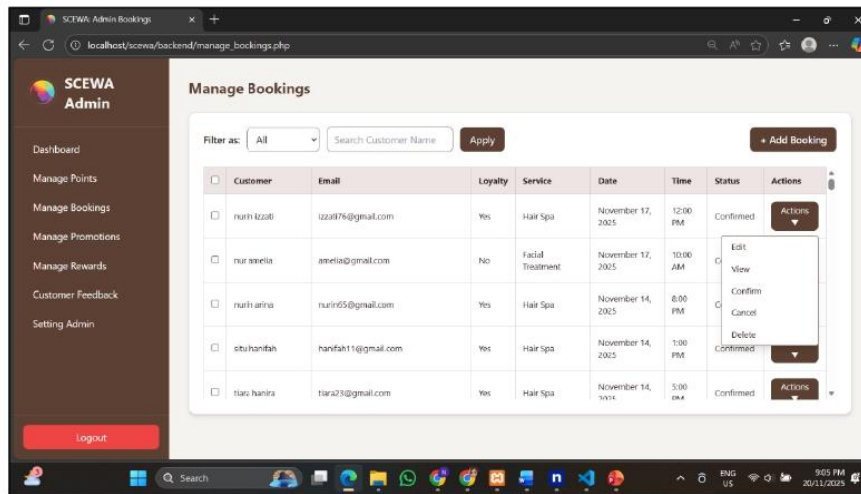 SCEWA: Admin Bookings
localhost/scewa/backend/manage_bookings.php
SCEWA
Admin
Dashboard
Manage Points
Manage Bookings
Manage Promotions
Manage Rewards
Customer Feedback
Setting Admin
Logout
Manage Bookings
Filter as: All Search Customer Name Apply + Add Booking
Customer Email Loyalty Service Date Time Status Actions
nurin izzati izzati76@gmail.com Yes Hair Spa November 17, 2025 12:00 PM Confirmed Actions ▼
nur amelia amelia@gmail.com No Facial Treatment November 17, 2025 10:00 AM
nurin arina nurin65@gmail.com Yes Hair Spa November 14, 2025 8:00 PM
situ hanifah hanifah11@gmail.com Yes Hair Spa November 14, 2025 1:00 PM Confirmed ▼
tiara hanira tiara23@gmail.com Yes Hair Spa November 14, 2025 5:00 PM Confirmed Actions
Edit
View
Confirm
Cancel
Delete
Search
ENG
US
9:05 PM
20/11/2025